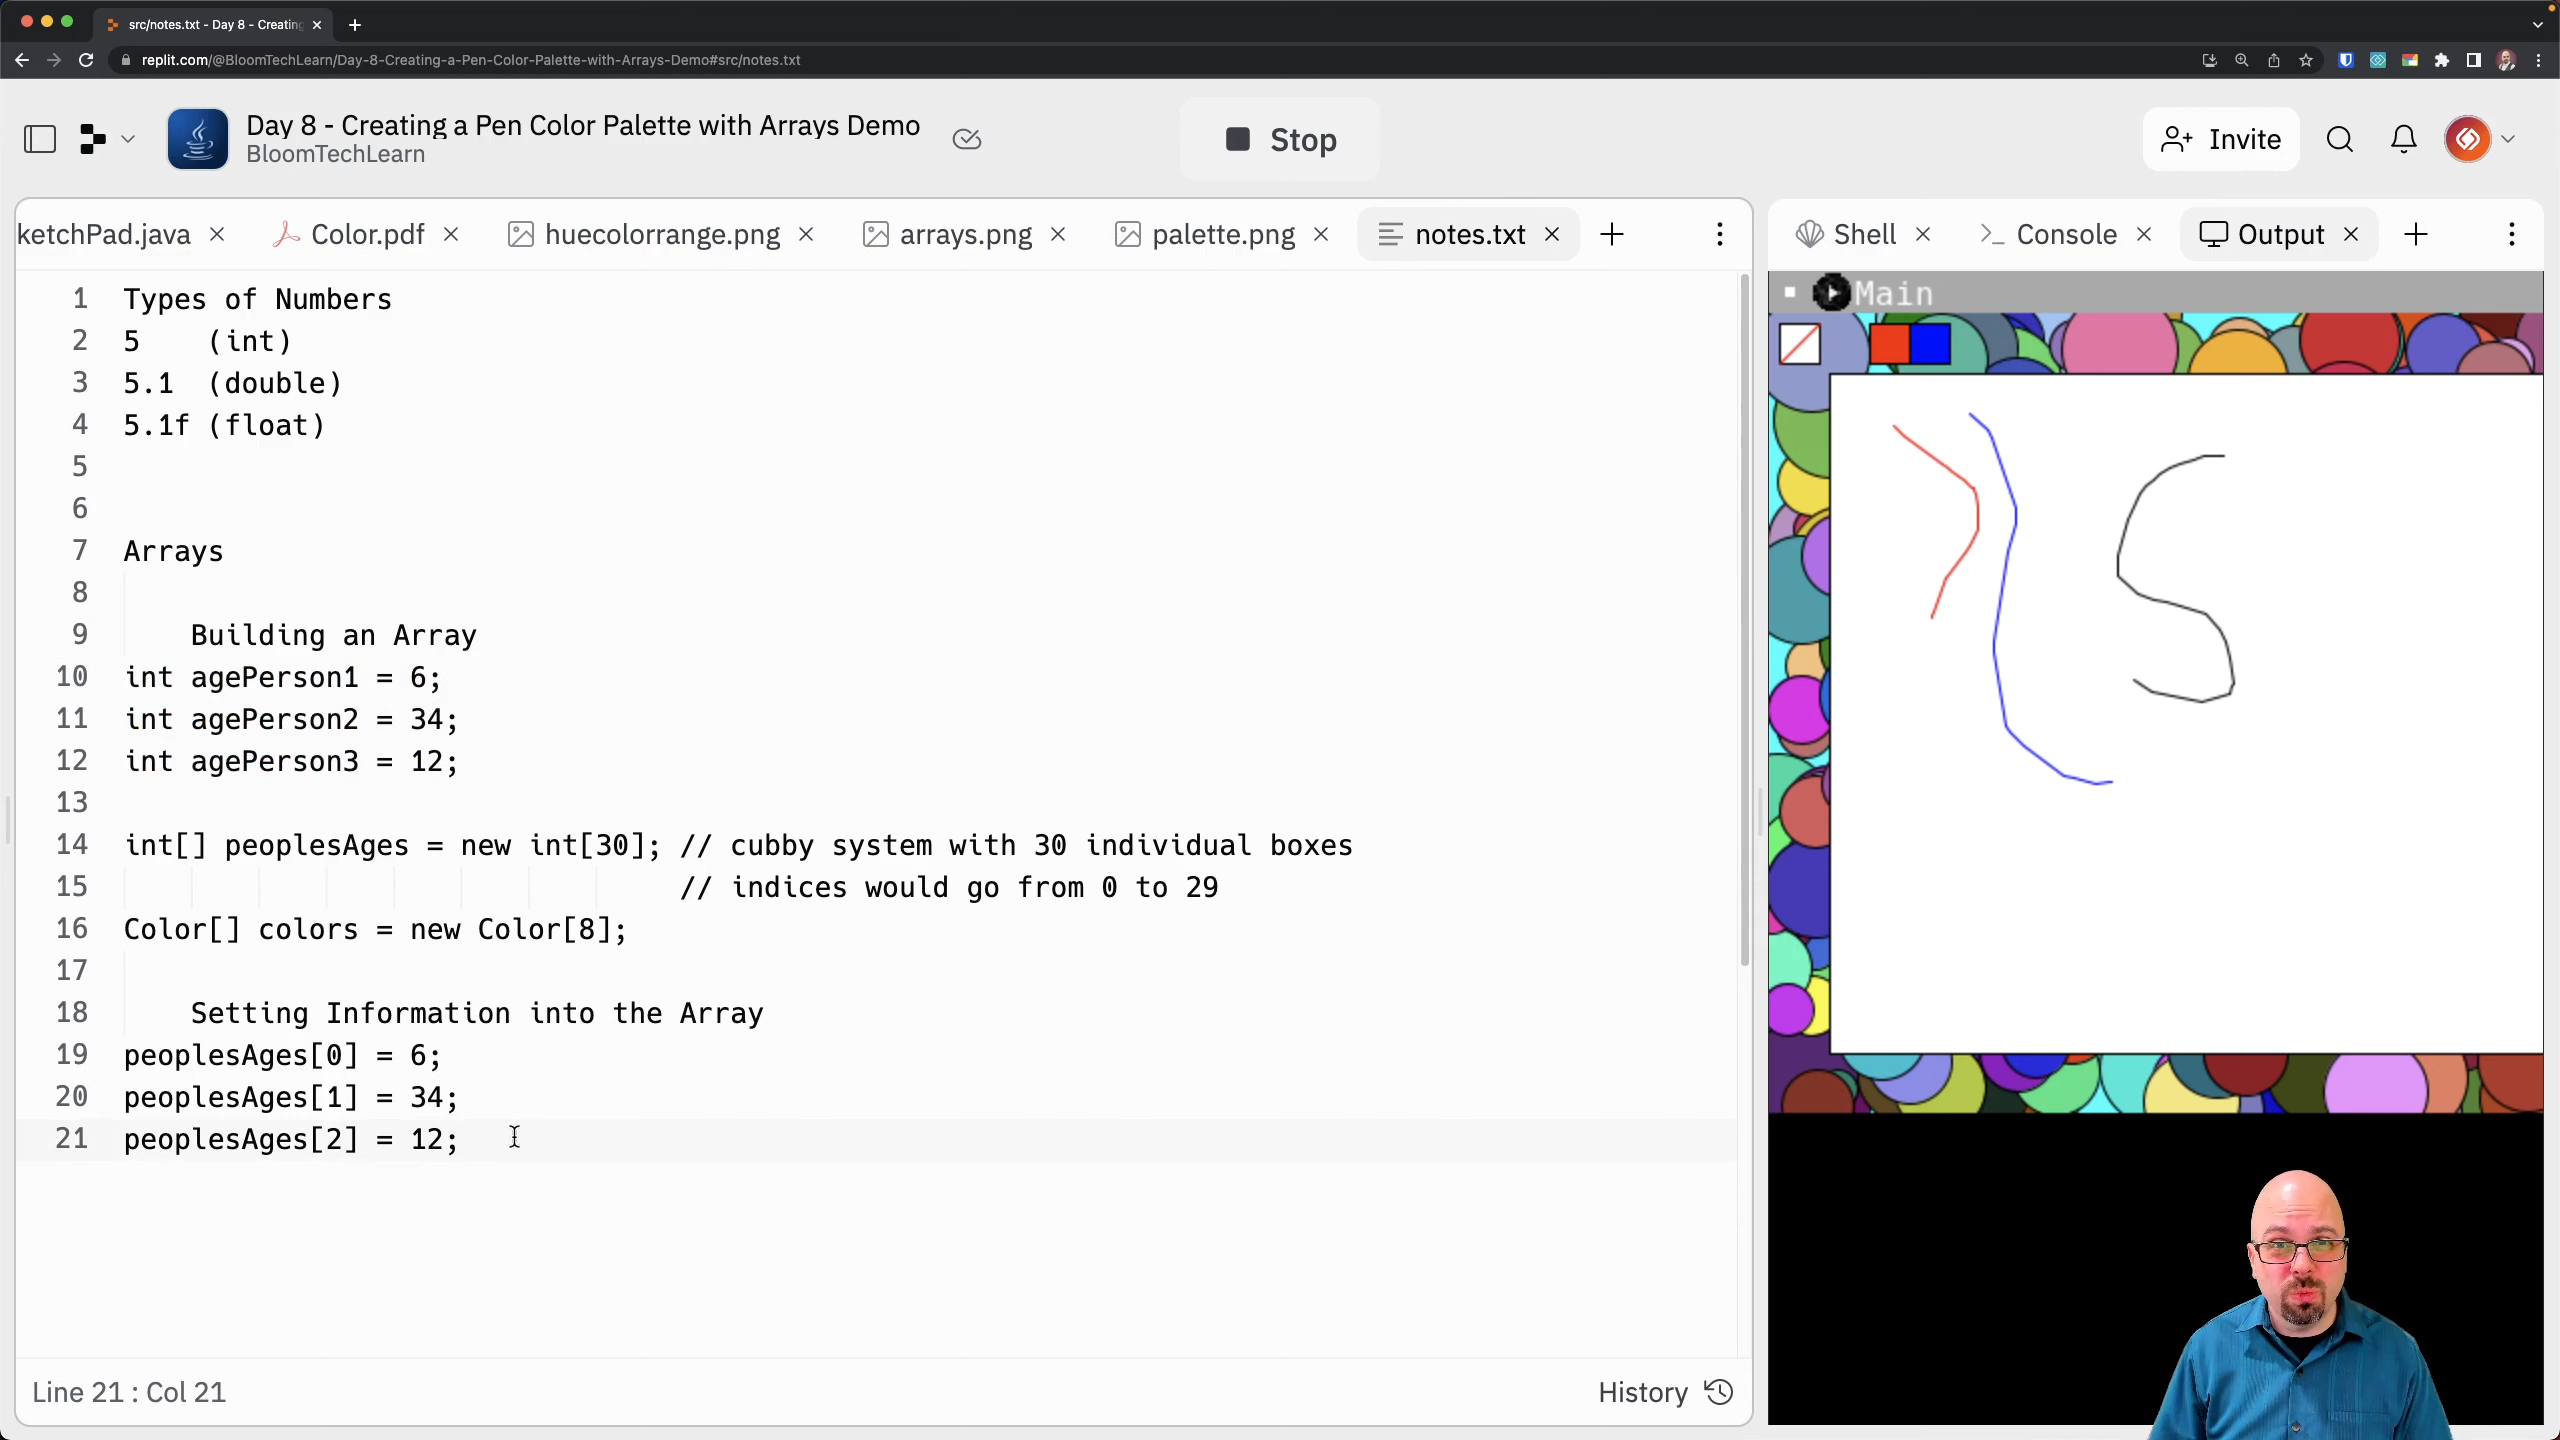 src/notes.txt - Day 8 - Creating
replit.com/@BloomTechLearn/Day-8-Creating-a-Pen-Color-Palette-with-Arrays-Demo#src/notes.txt
Day 8 - Creating a Pen Color Palette with Arrays Demo
BloomTechLearn
Stop
Invite
ketchPad.java
Color.pdf
huecolorrange.png
arrays.png
palette.png
notes.txt
Shell
Console
Output
Main
1 Types of Numbers
2 5    (int)
3 5.1  (double)
4 5.1f (float)
5
6
7 Arrays
8
9     Building an Array
10 int agePerson1 = 6;
11 int agePerson2 = 34;
12 int agePerson3 = 12;
13
14 int[] peoplesAges = new int[30]; // cubby system with 30 individual boxes
15                                  // indices would go from 0 to 29
16 Color[] colors = new Color[8];
17
18     Setting Information into the Array
19 peoplesAges[0] = 6;
20 peoplesAges[1] = 34;
21 peoplesAges[2] = 12;
Line 21 : Col 21
History